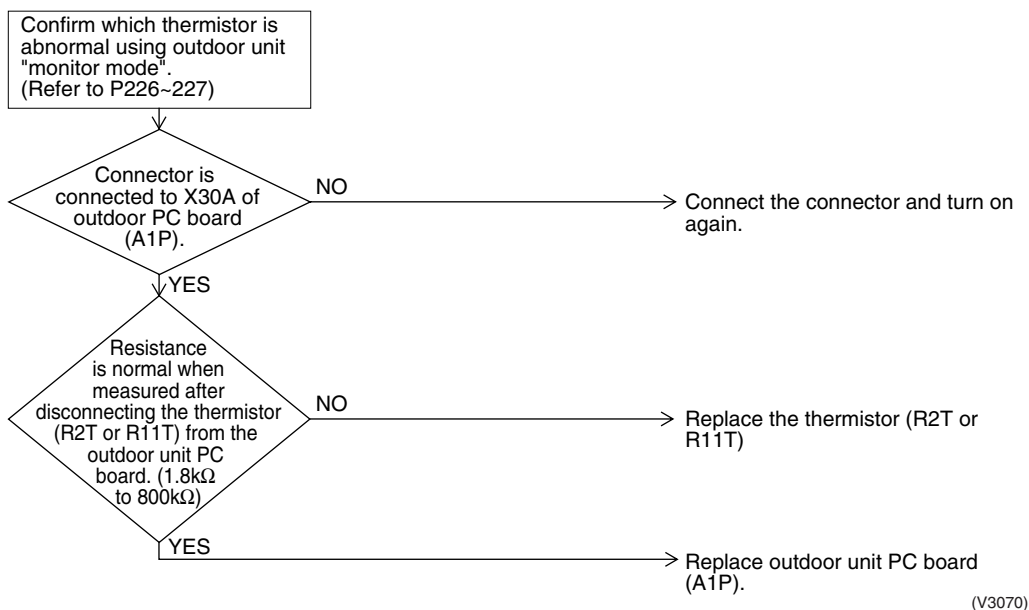 Confirm which thermistor is
abnormal using outdoor unit
"monitor mode".
(Refer to P226~227)
Connector is
connected to X30A of
outdoor PC board
(A1P).
NO
Connect the connector and turn on
again.
YES
Resistance
is normal when
measured after
disconnecting the thermistor
(R2T or R11T) from the
outdoor unit PC
board. (1.8kΩ
to 800kΩ)
NO
Replace the thermistor (R2T or
R11T)
YES
Replace outdoor unit PC board
(A1P).
(V3070)